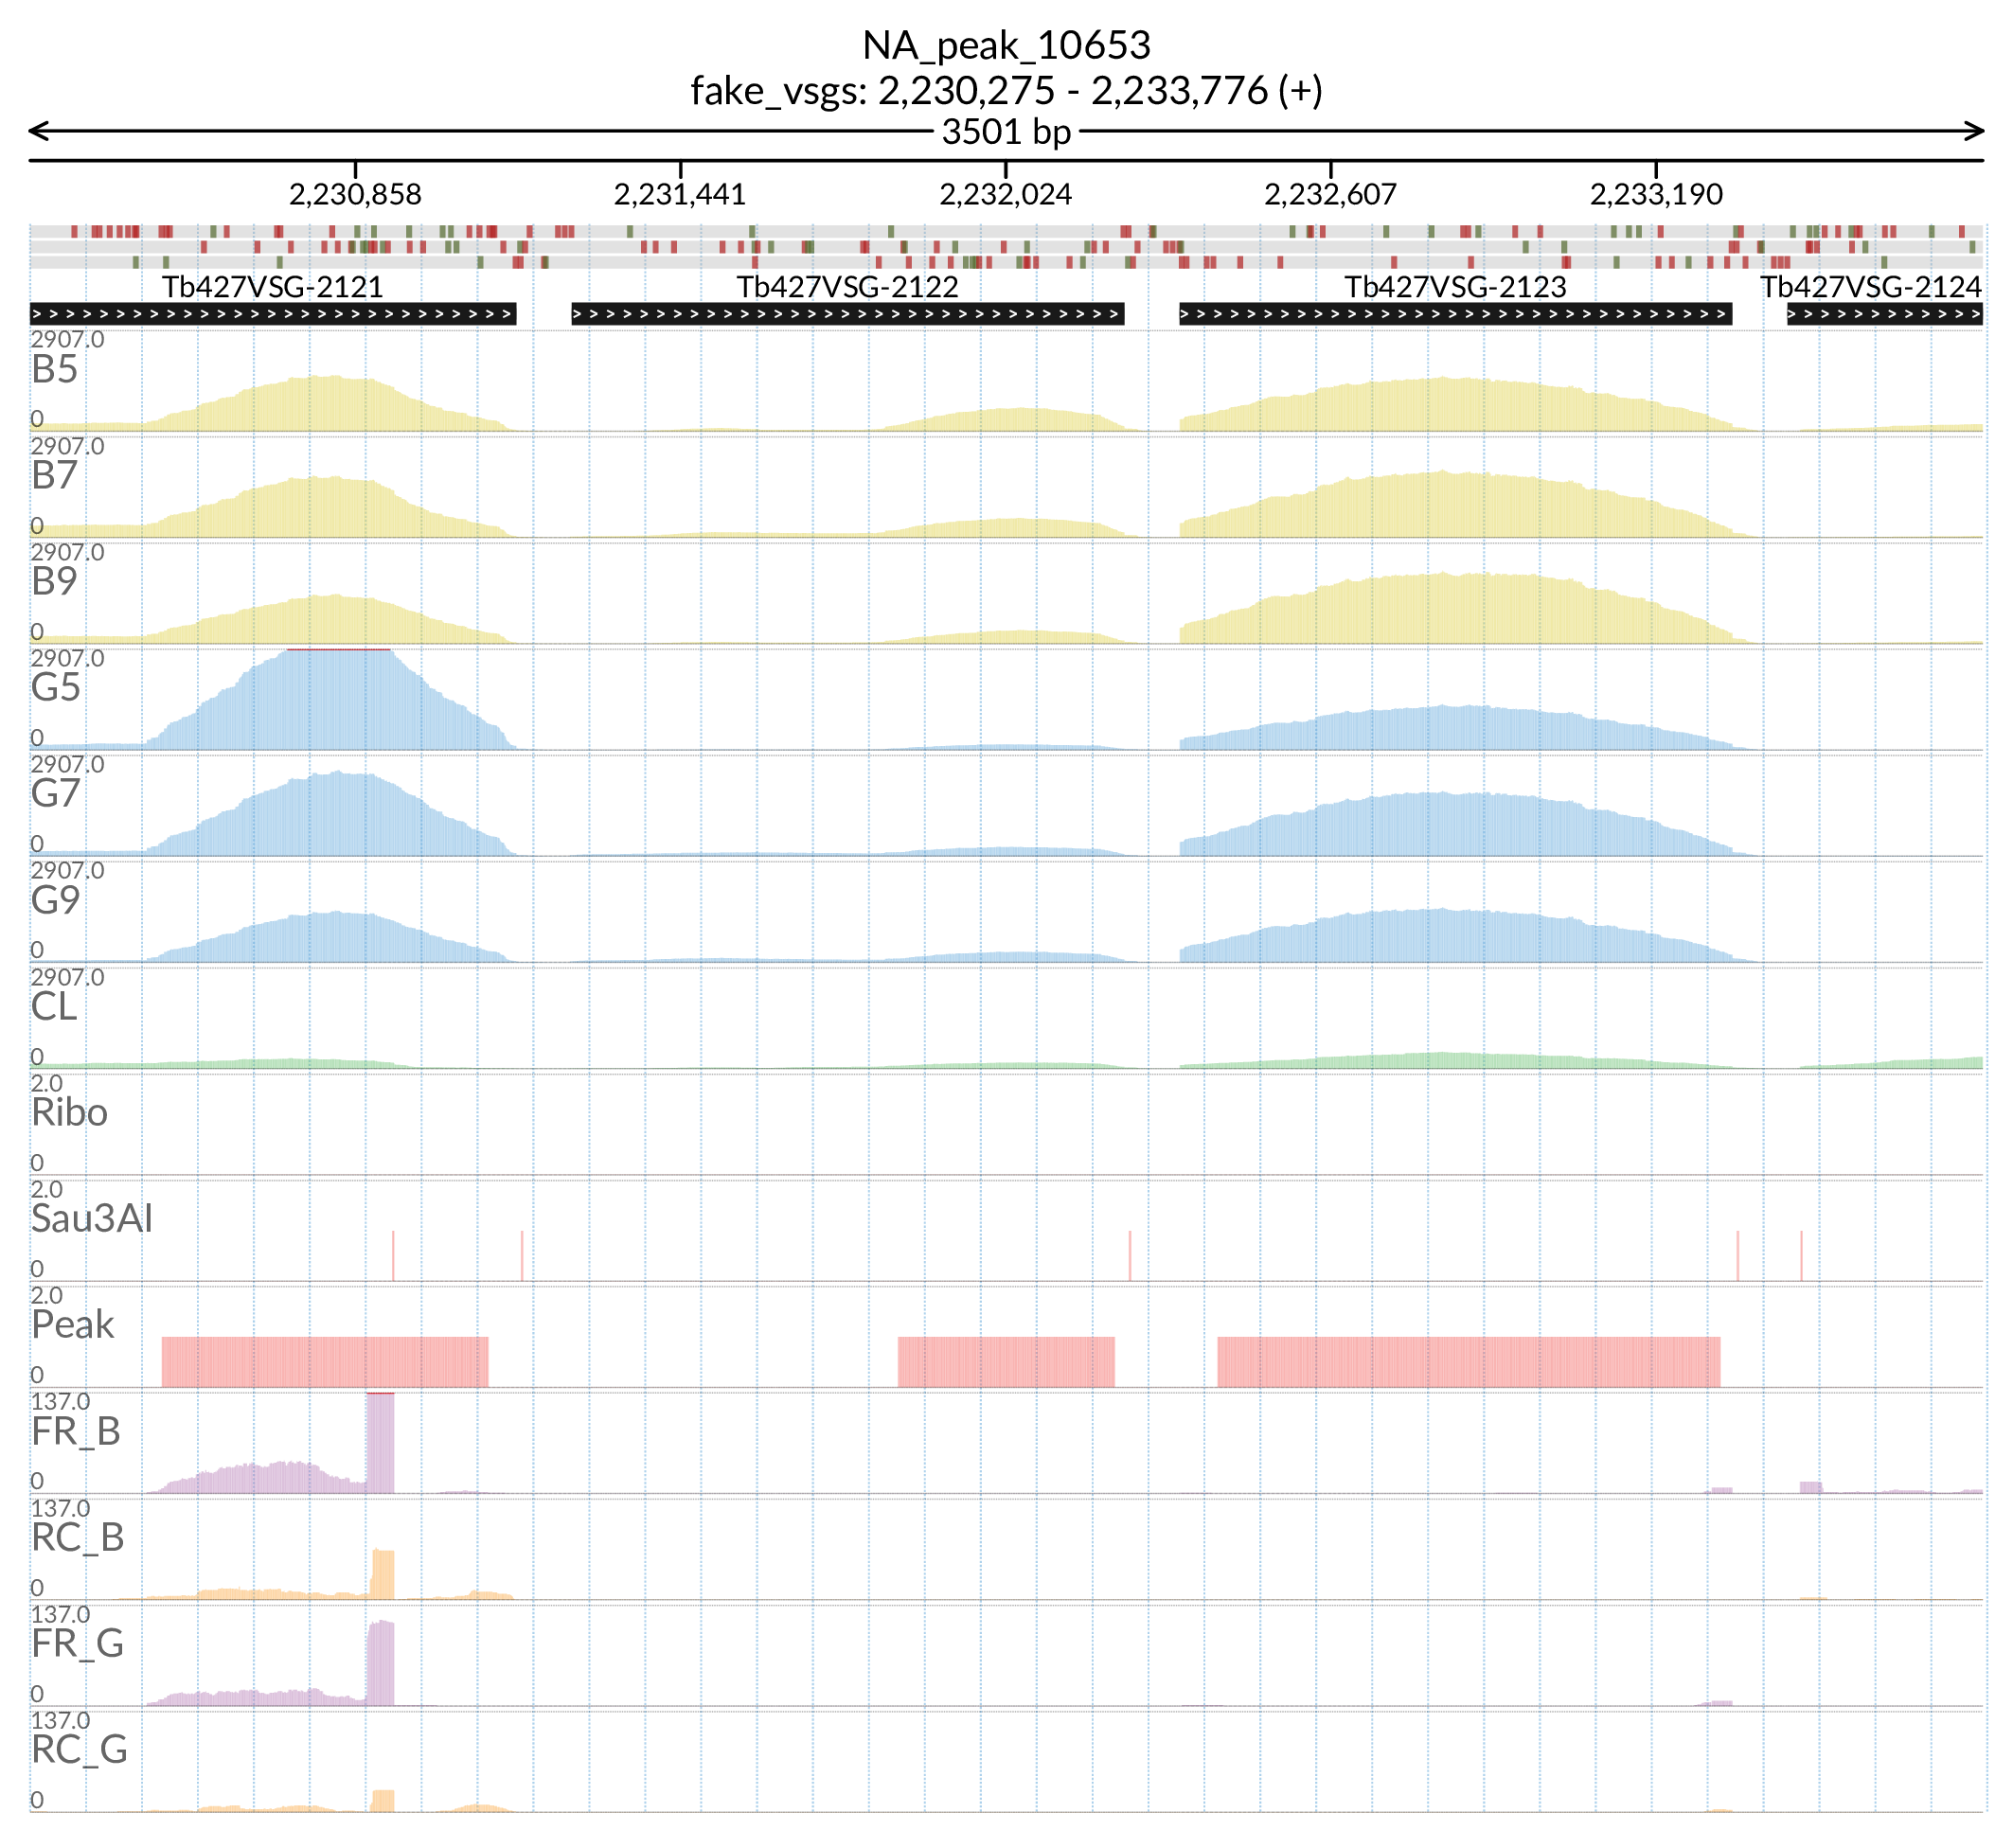 NA_peak_10653
fake_vsgs: 2,230,275 - 2,233,776 (+)
3501 bp
2,230,858 2,231,441 2,232,024 2,232,607 2,233,190
Tb427VSG-2121 Tb427VSG-2122 Tb427VSG-2123 Tb427VSG-2124
2907.0
B5
0
2907.0
B7
0
2907.0
B9
0
2907.0
G5
0
2907.0
G7
0
2907.0
G9
0
2907.0
CL
0
2.0
Ribo
0
2.0
Sau3AI
0
2.0
Peak
0
137.0
FR_B
0
137.0
RC_B
0
137.0
FR_G
0
137.0
RC_G
0